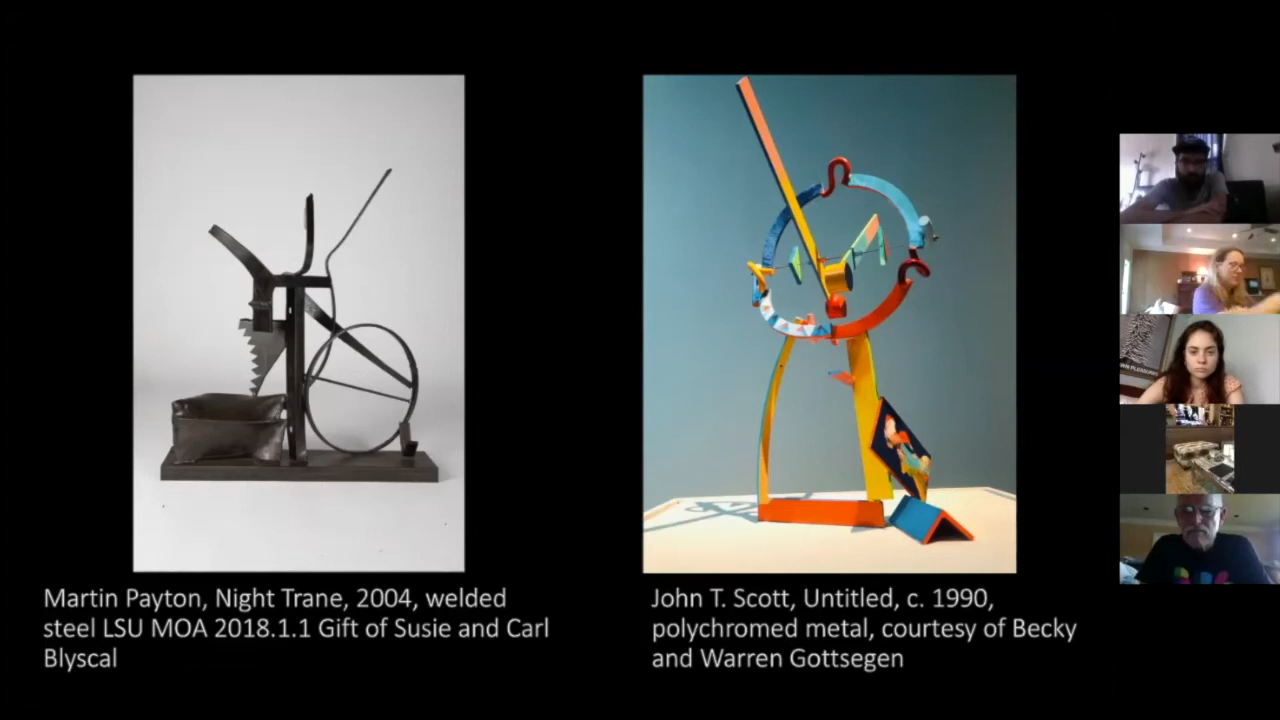 Martin Payton, Night Trane, 2004, welded
steel LSU MOA 2018.1.1 Gift of Susie and Carl
Blyscal
John T. Scott, Untitled, c. 1990,
polychromed metal, courtesy of Becky
and Warren Gottsegen